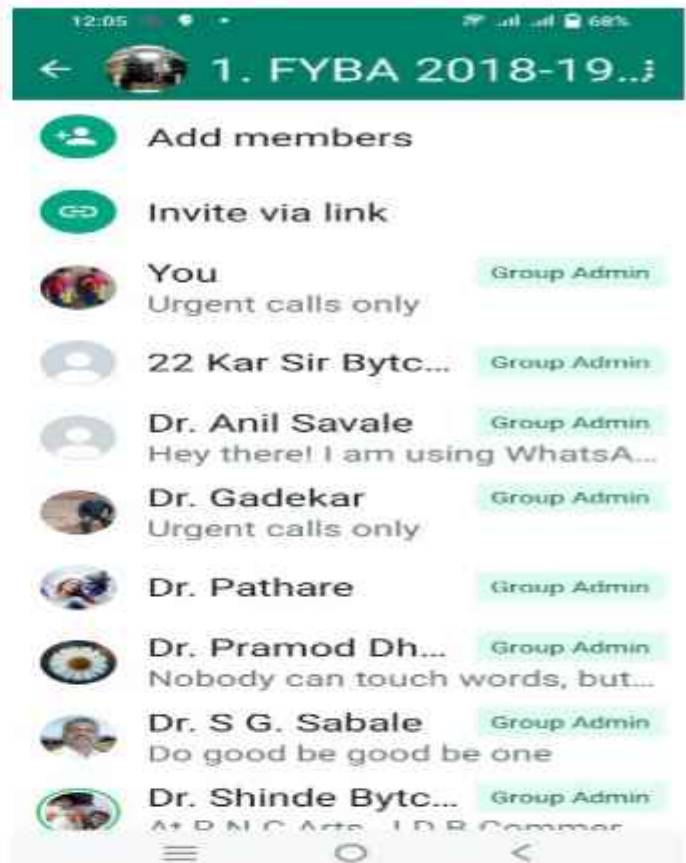 12:05 68%
1. FYBA 2018-19...
Add members
Invite via link
You Group Admin
Urgent calls only
22 Kar Sir Bytc... Group Admin
Dr. Anil Savale Group Admin
Hey there! I am using WhatsA...
Dr. Gadekar Group Admin
Urgent calls only
Dr. Pathare Group Admin
Dr. Pramod Dh... Group Admin
Nobody can touch words, but...
Dr. S G. Sabale Group Admin
Do good be good be one
Dr. Shinde Bytc... Group Admin
At P N C Arts, J D B Commer